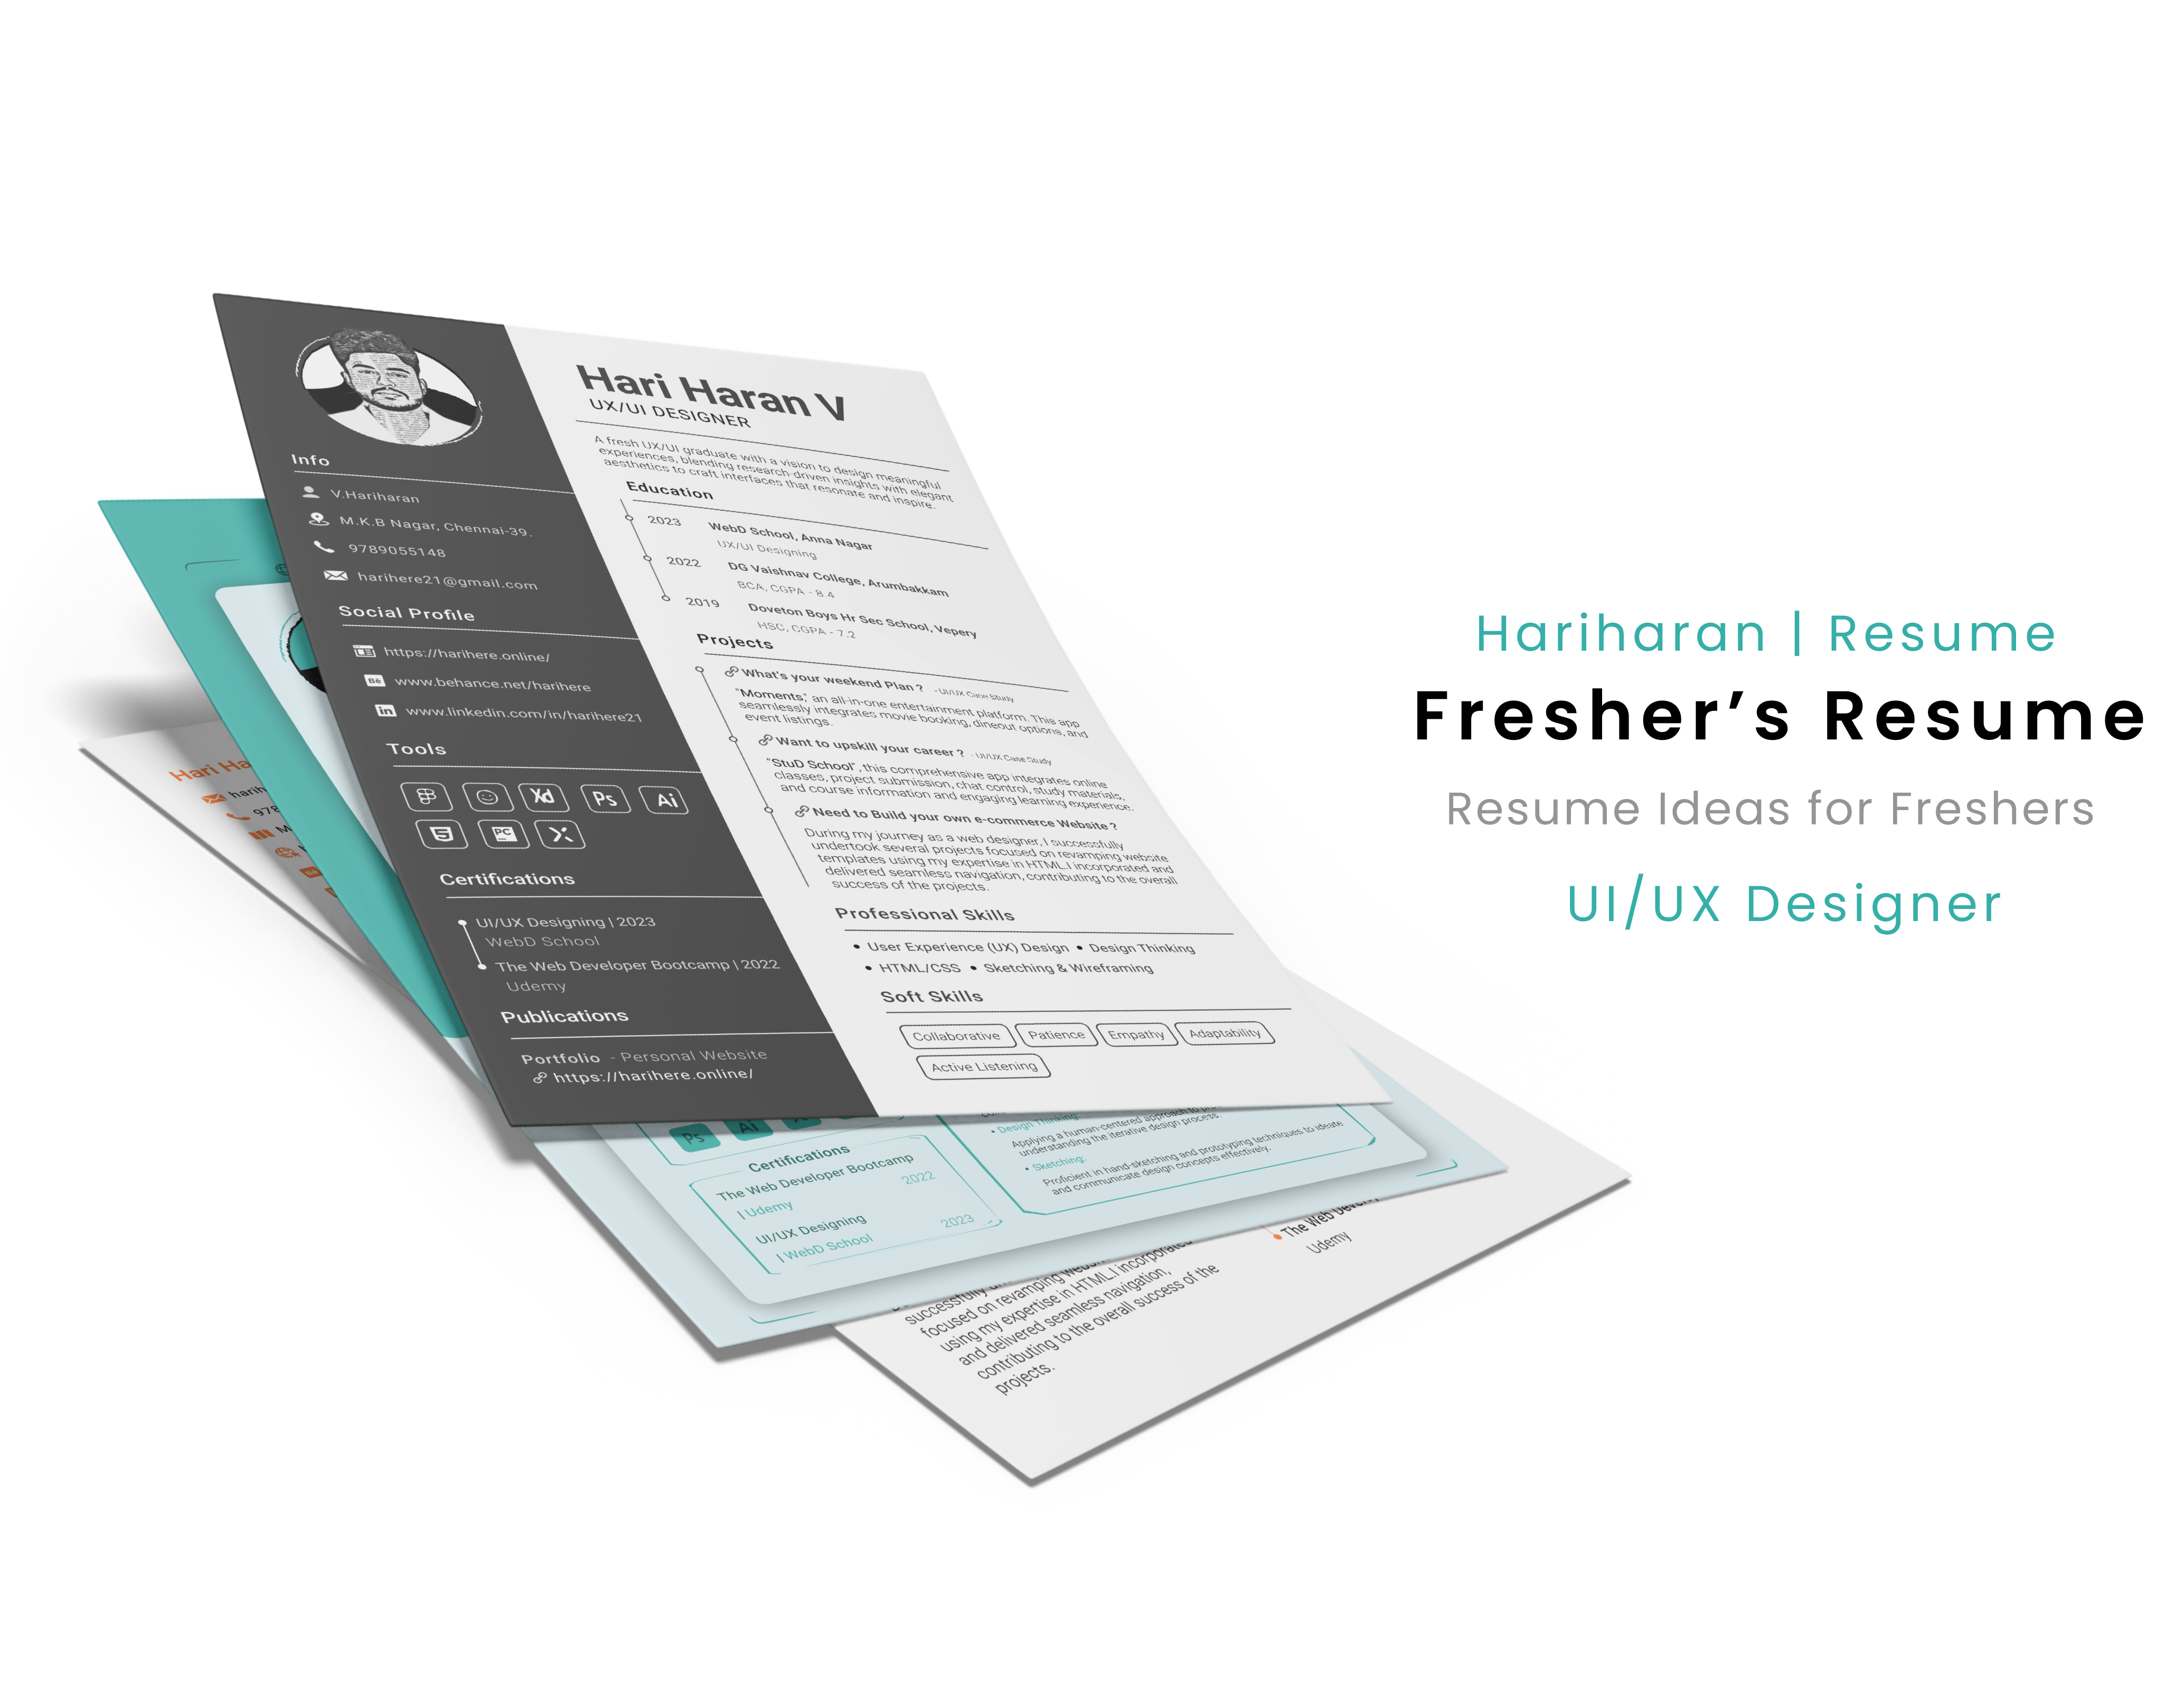 Hari Haran V
UX/UI DESIGNER
A fresh UX/UI graduate with a vision to design meaningful
experiences, blending research-driven insights with elegant
aesthetics to craft interfaces that resonate and inspire.
Education
2023 WebD School, Anna Nagar
UX/UI Designing
2022 DG Vaishnav College, Arumbakkam
BCA, CGPA - 8.4
2019 Doveton Boys Hr Sec School, Vepery
HSC, CGPA - 7.2
Projects
What's your weekend Plan ? - UI/UX Case Study
"Moments", an all-in-one entertainment platform. This app
seamlessly integrates movie booking, dineout options, and
event listings.
Want to upskill your career ? - UI/UX Case Study
"StuD School", this comprehensive app integrates online
classes, project submission, chat control, study materials,
and course information and engaging learning experience.
Need to Build your own e-commerce Website ?
During my journey as a web designer, I successfully
undertook several projects focused on revamping website
templates using my expertise in HTML.I incorporated and
delivered seamless navigation, contributing to the overall
success of the projects.
Professional Skills
• User Experience (UX) Design • Design Thinking
• HTML/CSS • Sketching & Wireframing
Soft Skills
Collaborative Patience Empathy Adaptability
Active Listening
Info
V.Hariharan
M.K.B Nagar, Chennai-39.
9789055148
harihere21@gmail.com
Social Profile
https://harihere.online/
Bē www.behance.net/harihere
in www.linkedin.com/in/harihere21
Tools
Xd Ps Ai
PC
Certifications
UI/UX Designing | 2023
WebD School
The Web Developer Bootcamp | 2022
Udemy
Publications
Portfolio - Personal Website
https://harihere.online/
Ps Ai
Certifications
The Web Developer Bootcamp
2022
| Udemy
UI/UX Designing
2023
| WebD School
• Design Thinking:
Applying a human-centered approach to
understanding the iterative design process.
• Sketching:
Proficient in hand-sketching and prototyping techniques to ideate
and communicate design concepts effectively.
Hari
978
successfully
focused on revamping
using my expertise in HTML.I incorporated
and delivered seamless navigation,
contributing to the overall success of the
projects.
The Web
Udemy
Hariharan | Resume
Fresher’s Resume
Resume Ideas for Freshers
UI/UX Designer